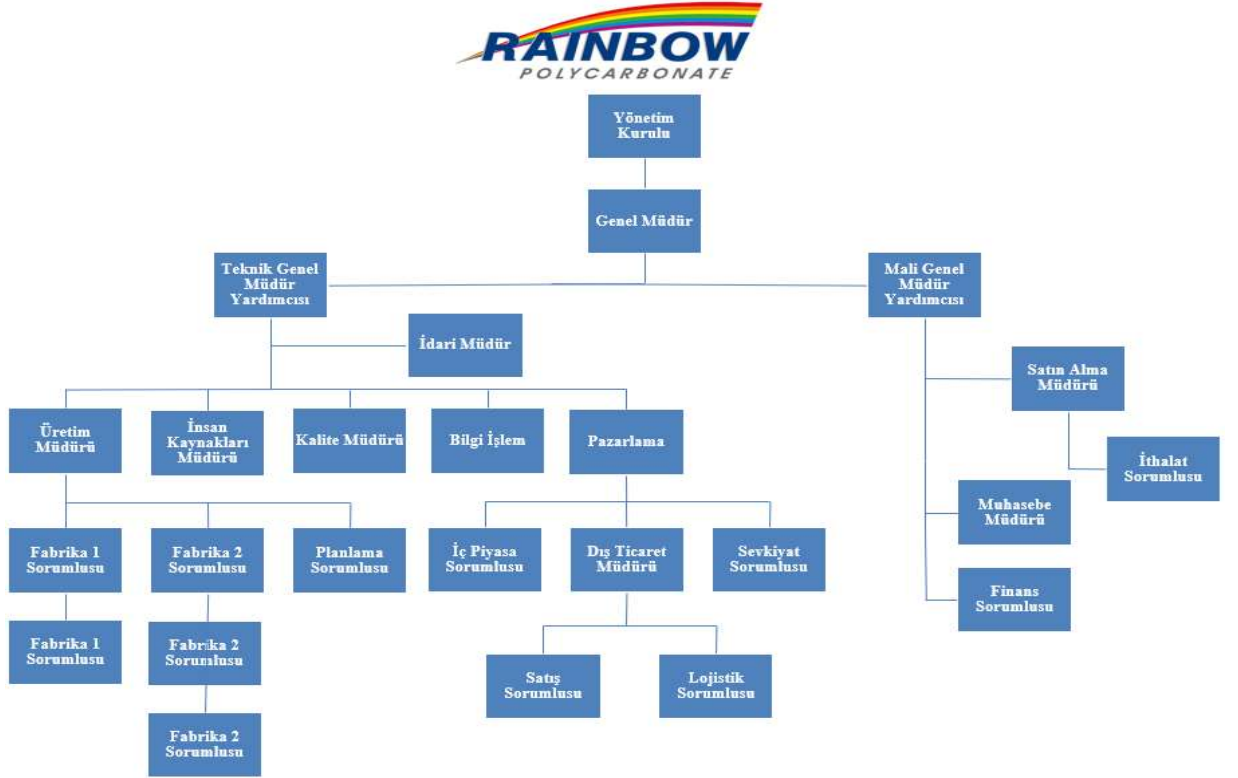 RAINBOW
POLYCARBONATE
Yönetim
Kurulu
Genel Müdür
Teknik Genel
Müdür
Yardımcısı
Mali Genel
Müdür
Yardımcısı
İdari Müdür
Satın Alma
Müdürü
Üretim
Müdürü
İnsan
Kaynakları
Müdürü
Kalite Müdürü
Bilgi İşlem
Pazarlama
İthalat
Sorumlusu
Muhasebe
Müdürü
Fabrika 1
Sorumlusu
Fabrika 2
Sorumlusu
Planlama
Sorumlusu
İç Piyasa
Sorumlusu
Dış Ticaret
Müdürü
Sevkiyat
Sorumlusu
Finans
Sorumlusu
Fabrika 1
Sorumlusu
Fabrika 2
Sorumlusu
Satış
Sorumlusu
Lojistik
Sorumlusu
Fabrika 2
Sorumlusu